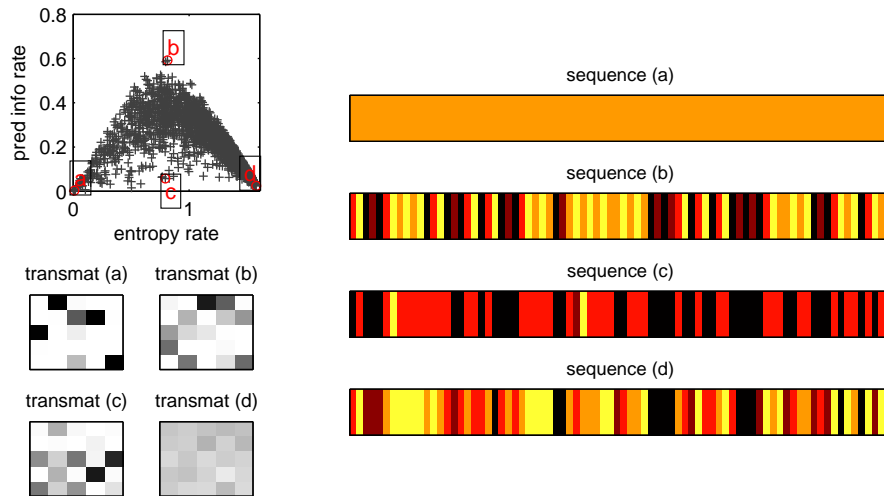 0.8
0.6
0.4
0.2
0
pred info rate
b
a
c
d
0
1
entropy rate
transmat (a)
transmat (b)
transmat (c)
transmat (d)
sequence (a)
sequence (b)
sequence (c)
sequence (d)